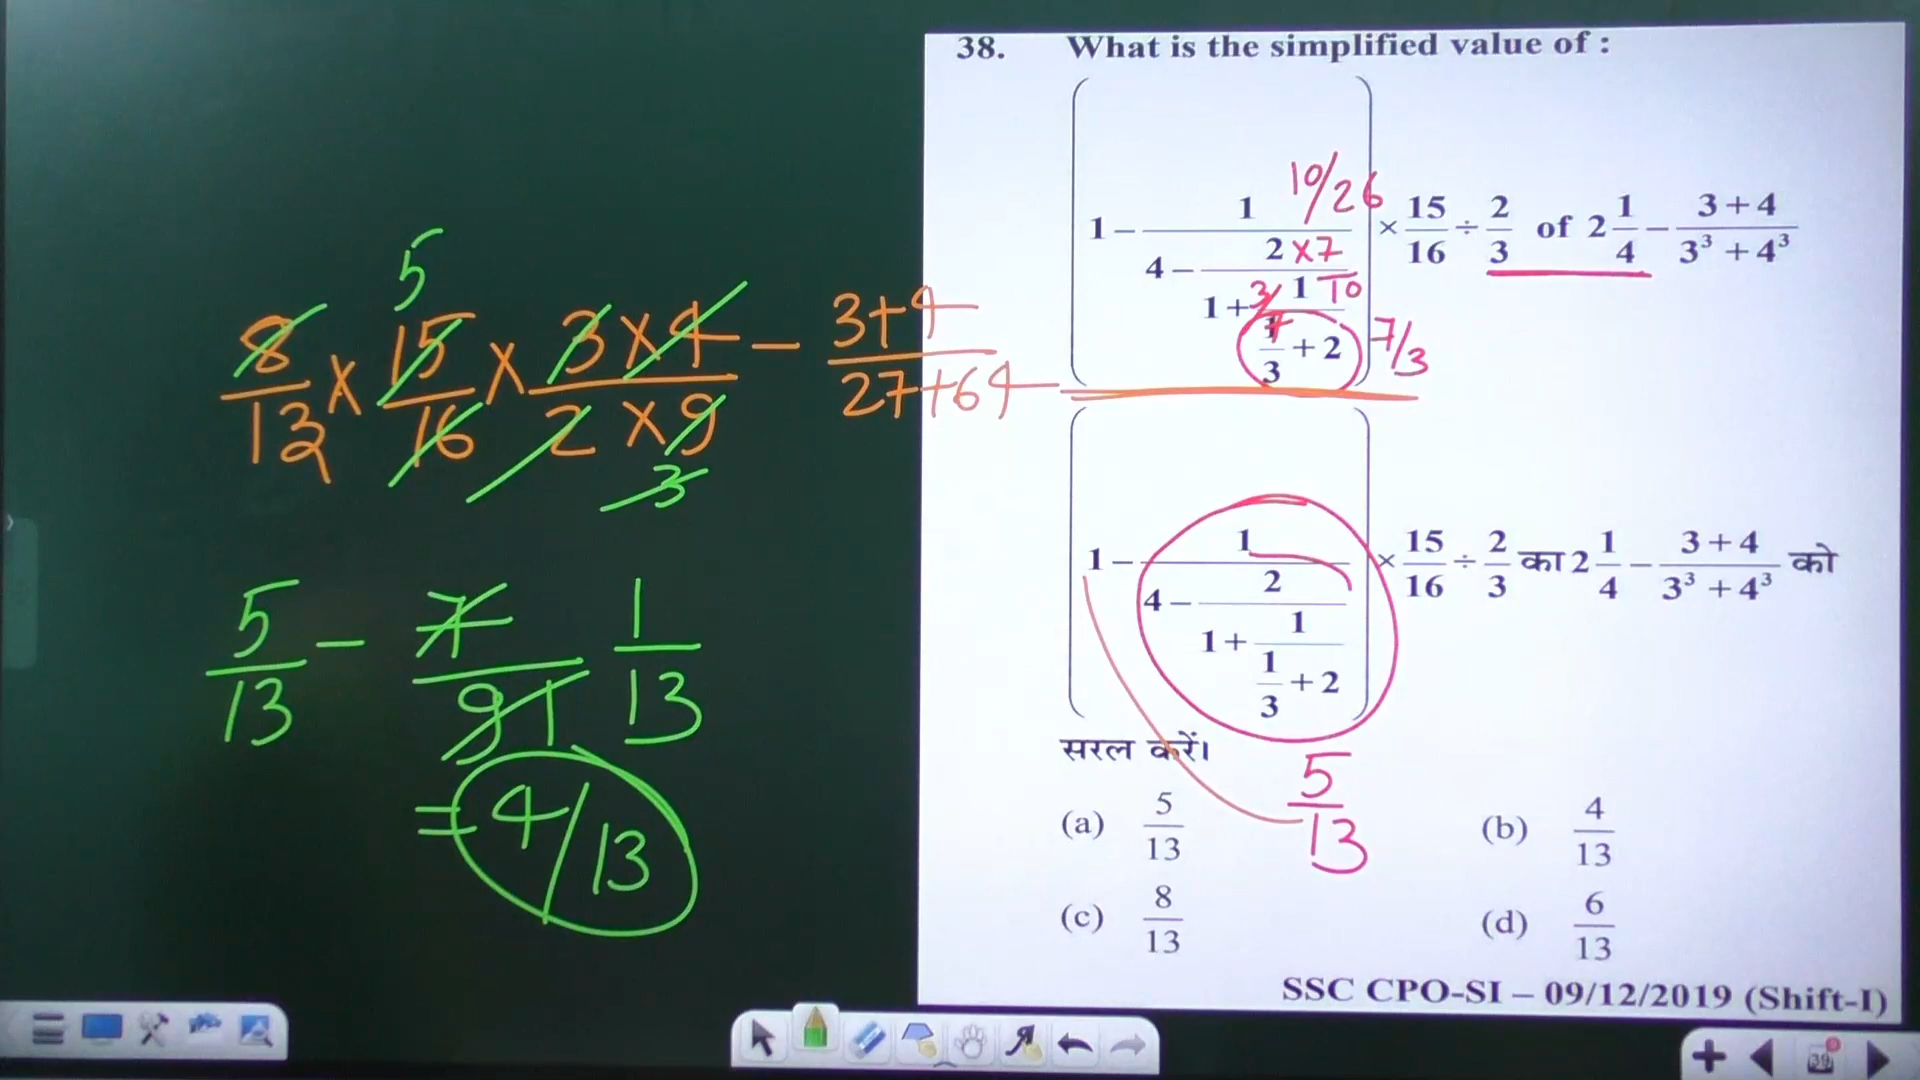 38. What is the simplified value of :
[1 - 1/(4 - 2/(1 + 1/(1/3 + 2)))] × 15/16 ÷ 2/3 of 2 1/4 - (3 + 4)/(3³ + 4³)
10/26
×7
10
3/7
7/3
[1 - 1/(4 - 2/(1 + 1/(1/3 + 2)))] × 15/16 ÷ 2/3 का 2 1/4 - (3 + 4)/(3³ + 4³) को
सरल करें।
5/13
(a) 5/13 (b) 4/13
(c) 8/13 (d) 6/13
SSC CPO-SI – 09/12/2019 (Shift-I)
5
8/13 × 15/16 × (3×4)/(2×9) - (3+4)/(27+64)
3
5/13 - 7/91 1/13
= 4/13
39